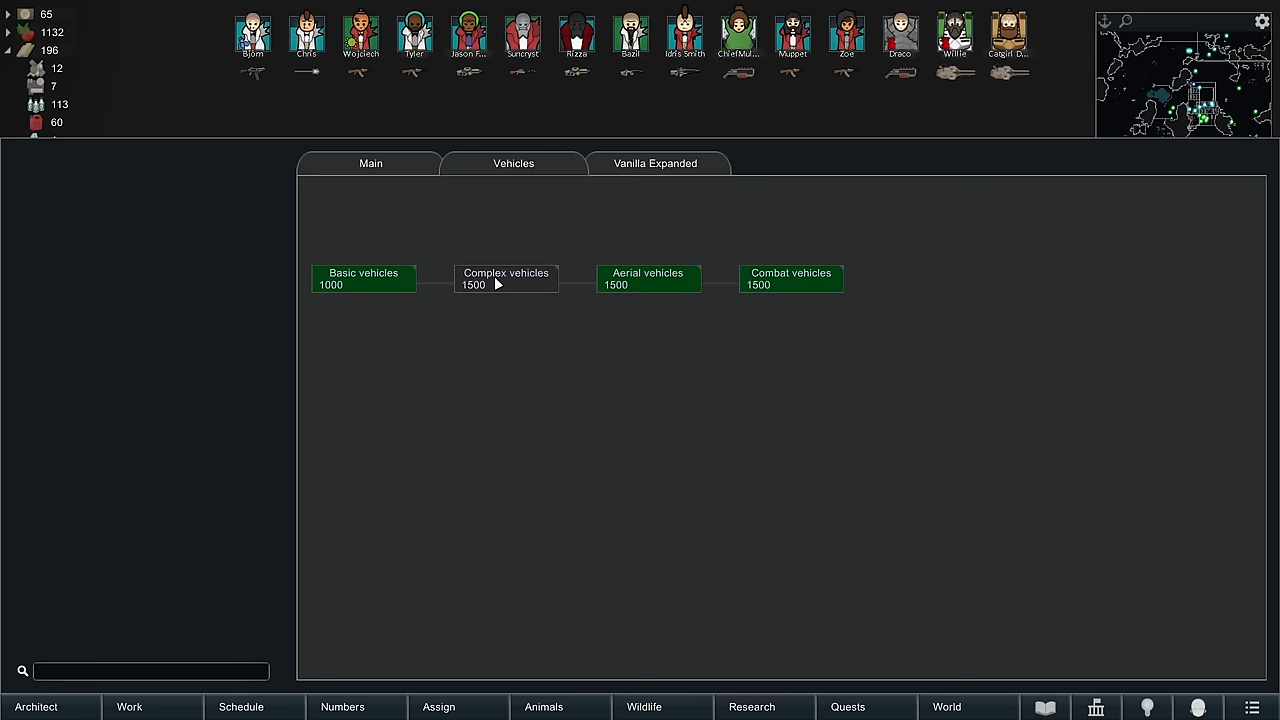 65
1132
196
12
7
113
60
Björn
Chris
Wojciech
Tyler
Jason F...
Suncryst
Rizza
Bazil
Idris Smith
ChiefMul...
Muppet
Zoe
Draco
Willie
Catgirl D...
Main
Vehicles
Vanilla Expanded
Basic vehicles
1000
Complex vehicles
1500
Aerial vehicles
1500
Combat vehicles
1500
Architect
Work
Schedule
Numbers
Assign
Animals
Wildlife
Research
Quests
World